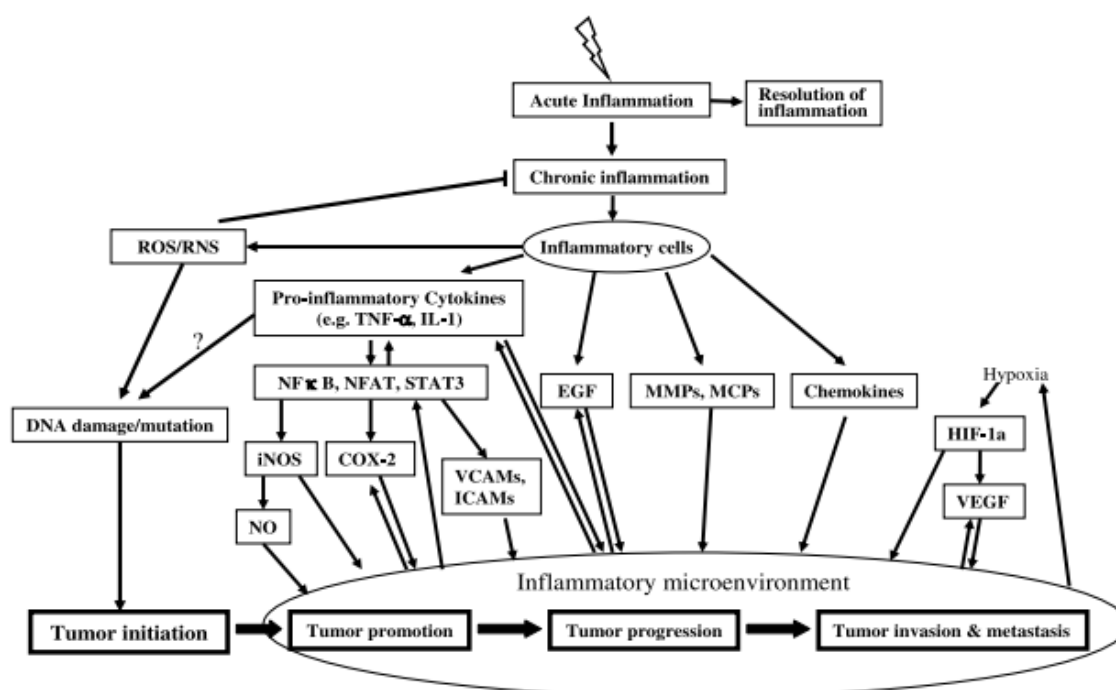 Acute Inflammation
Resolution of
inflammation
Chronic inflammation
ROS/RNS
Inflammatory cells
Pro-inflammatory Cytokines
(e.g. TNF-α, IL-1)
?
NFκB, NFAT, STAT3
EGF
MMPs, MCPs
Chemokines
Hypoxia
DNA damage/mutation
iNOS
COX-2
VCAMs,
ICAMs
HIF-1a
VEGF
NO
Inflammatory microenvironment
Tumor initiation
Tumor promotion
Tumor progression
Tumor invasion & metastasis